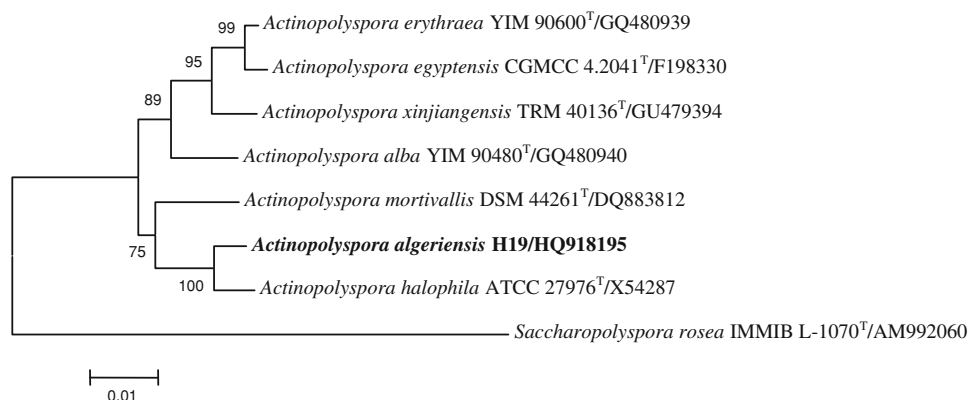 99
Actinopolyspora erythraea YIM 90600T/GQ480939
95
Actinopolyspora egyptensis CGMCC 4.2041T/F198330
89
Actinopolyspora xinjiangensis TRM 40136T/GU479394
Actinopolyspora alba YIM 90480T/GQ480940
Actinopolyspora mortivallis DSM 44261T/DQ883812
75
Actinopolyspora algeriensis H19/HQ918195
100
Actinopolyspora halophila ATCC 27976T/X54287
Saccharopolyspora rosea IMMIB L-1070T/AM992060
0.01